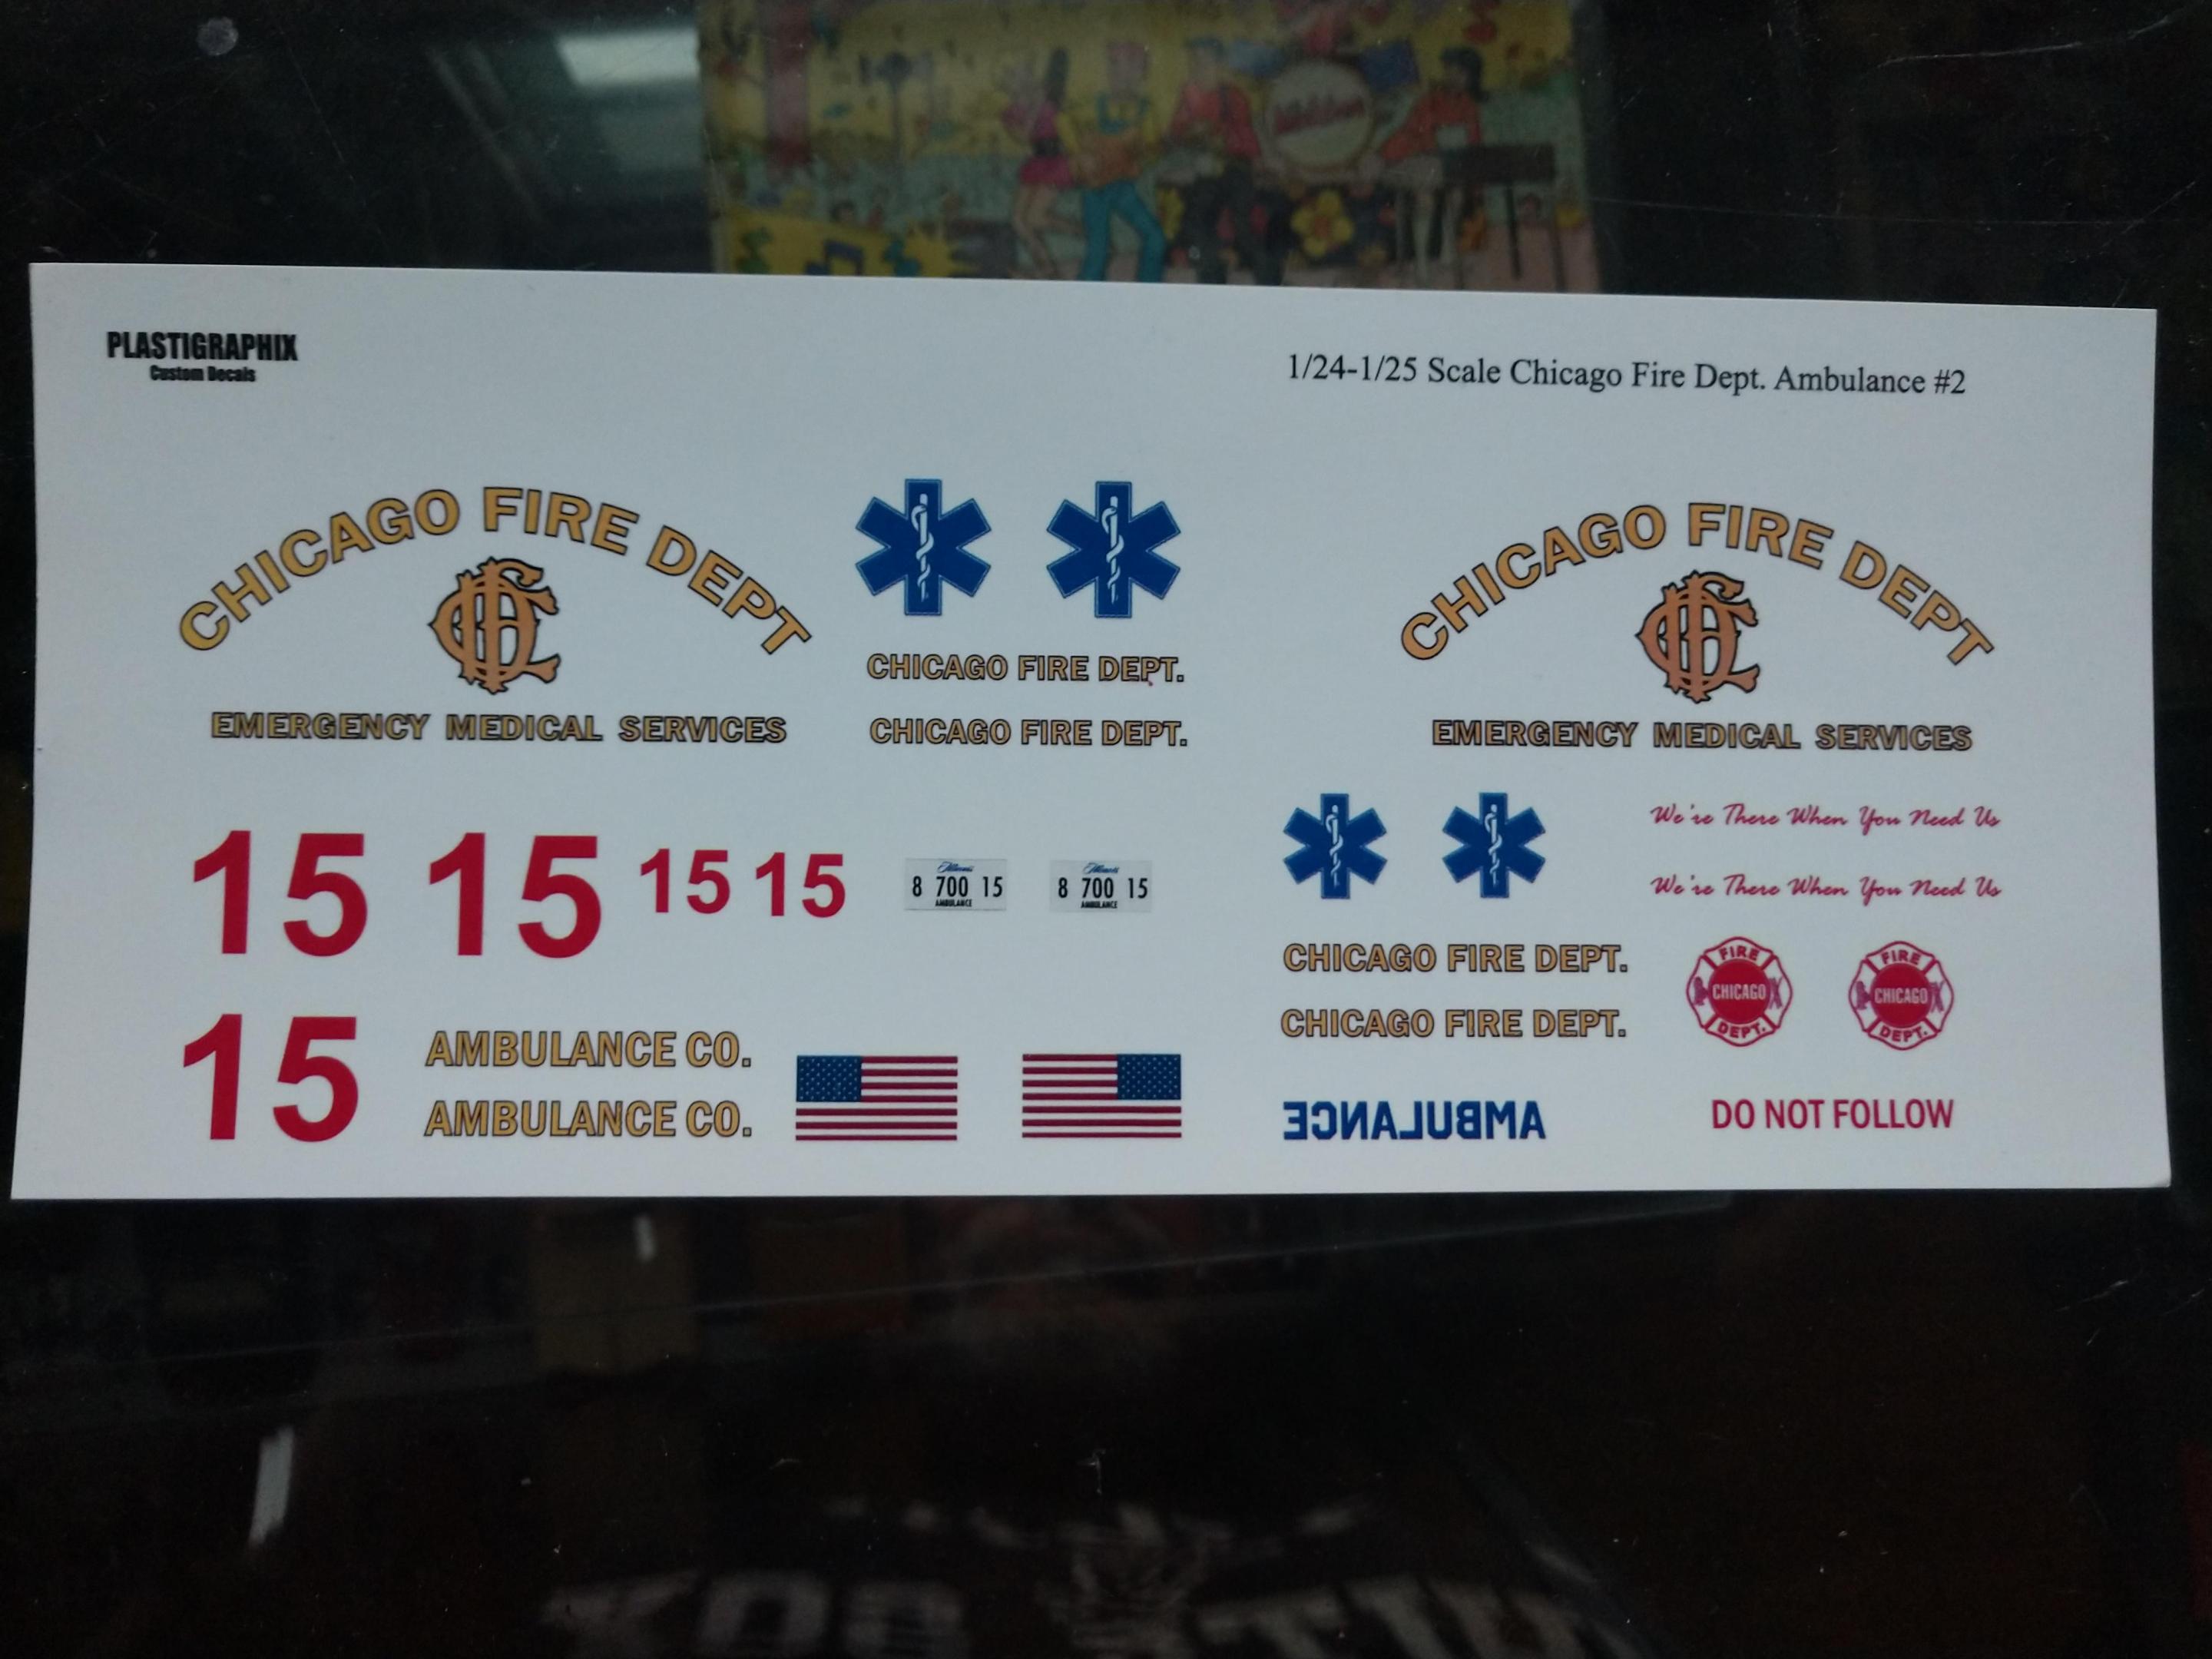 PLASTIGRAPHIX
Custom Decals
1/24-1/25 Scale Chicago Fire Dept. Ambulance #2
CHICAGO FIRE DEPT
EMERGENCY MEDICAL SERVICES
CHICAGO FIRE DEPT.
CHICAGO FIRE DEPT.
CHICAGO FIRE DEPT
EMERGENCY MEDICAL SERVICES
15 15 15 15
Illinois
8 700 15
AMBULANCE
Illinois
8 700 15
AMBULANCE
We're There When You Need Us
We're There When You Need Us
15
AMBULANCE CO.
AMBULANCE CO.
CHICAGO FIRE DEPT.
CHICAGO FIRE DEPT.
FIRE
CHICAGO
DEPT.
FIRE
CHICAGO
DEPT.
AMBULANCE
DO NOT FOLLOW